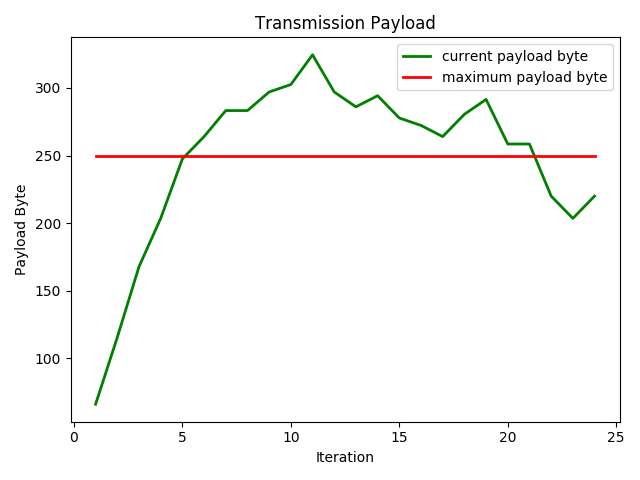 Transmission Payload
current payload byte
maximum payload byte
300
250
200
150
100
Payload Byte
0
5
10
15
20
25
Iteration